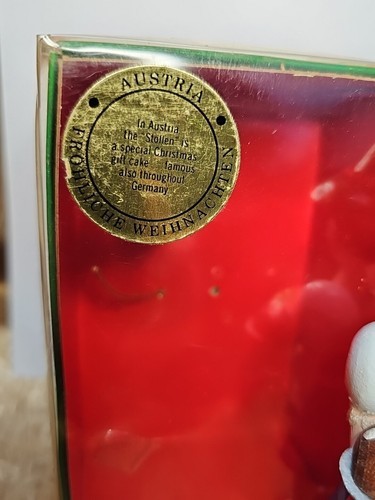 AUSTRIA
In Austria
the "Stollen" is
a special Christmas
gift cake famous
also throughout
Germany
FRÖHLICHE WEIHNACHTEN